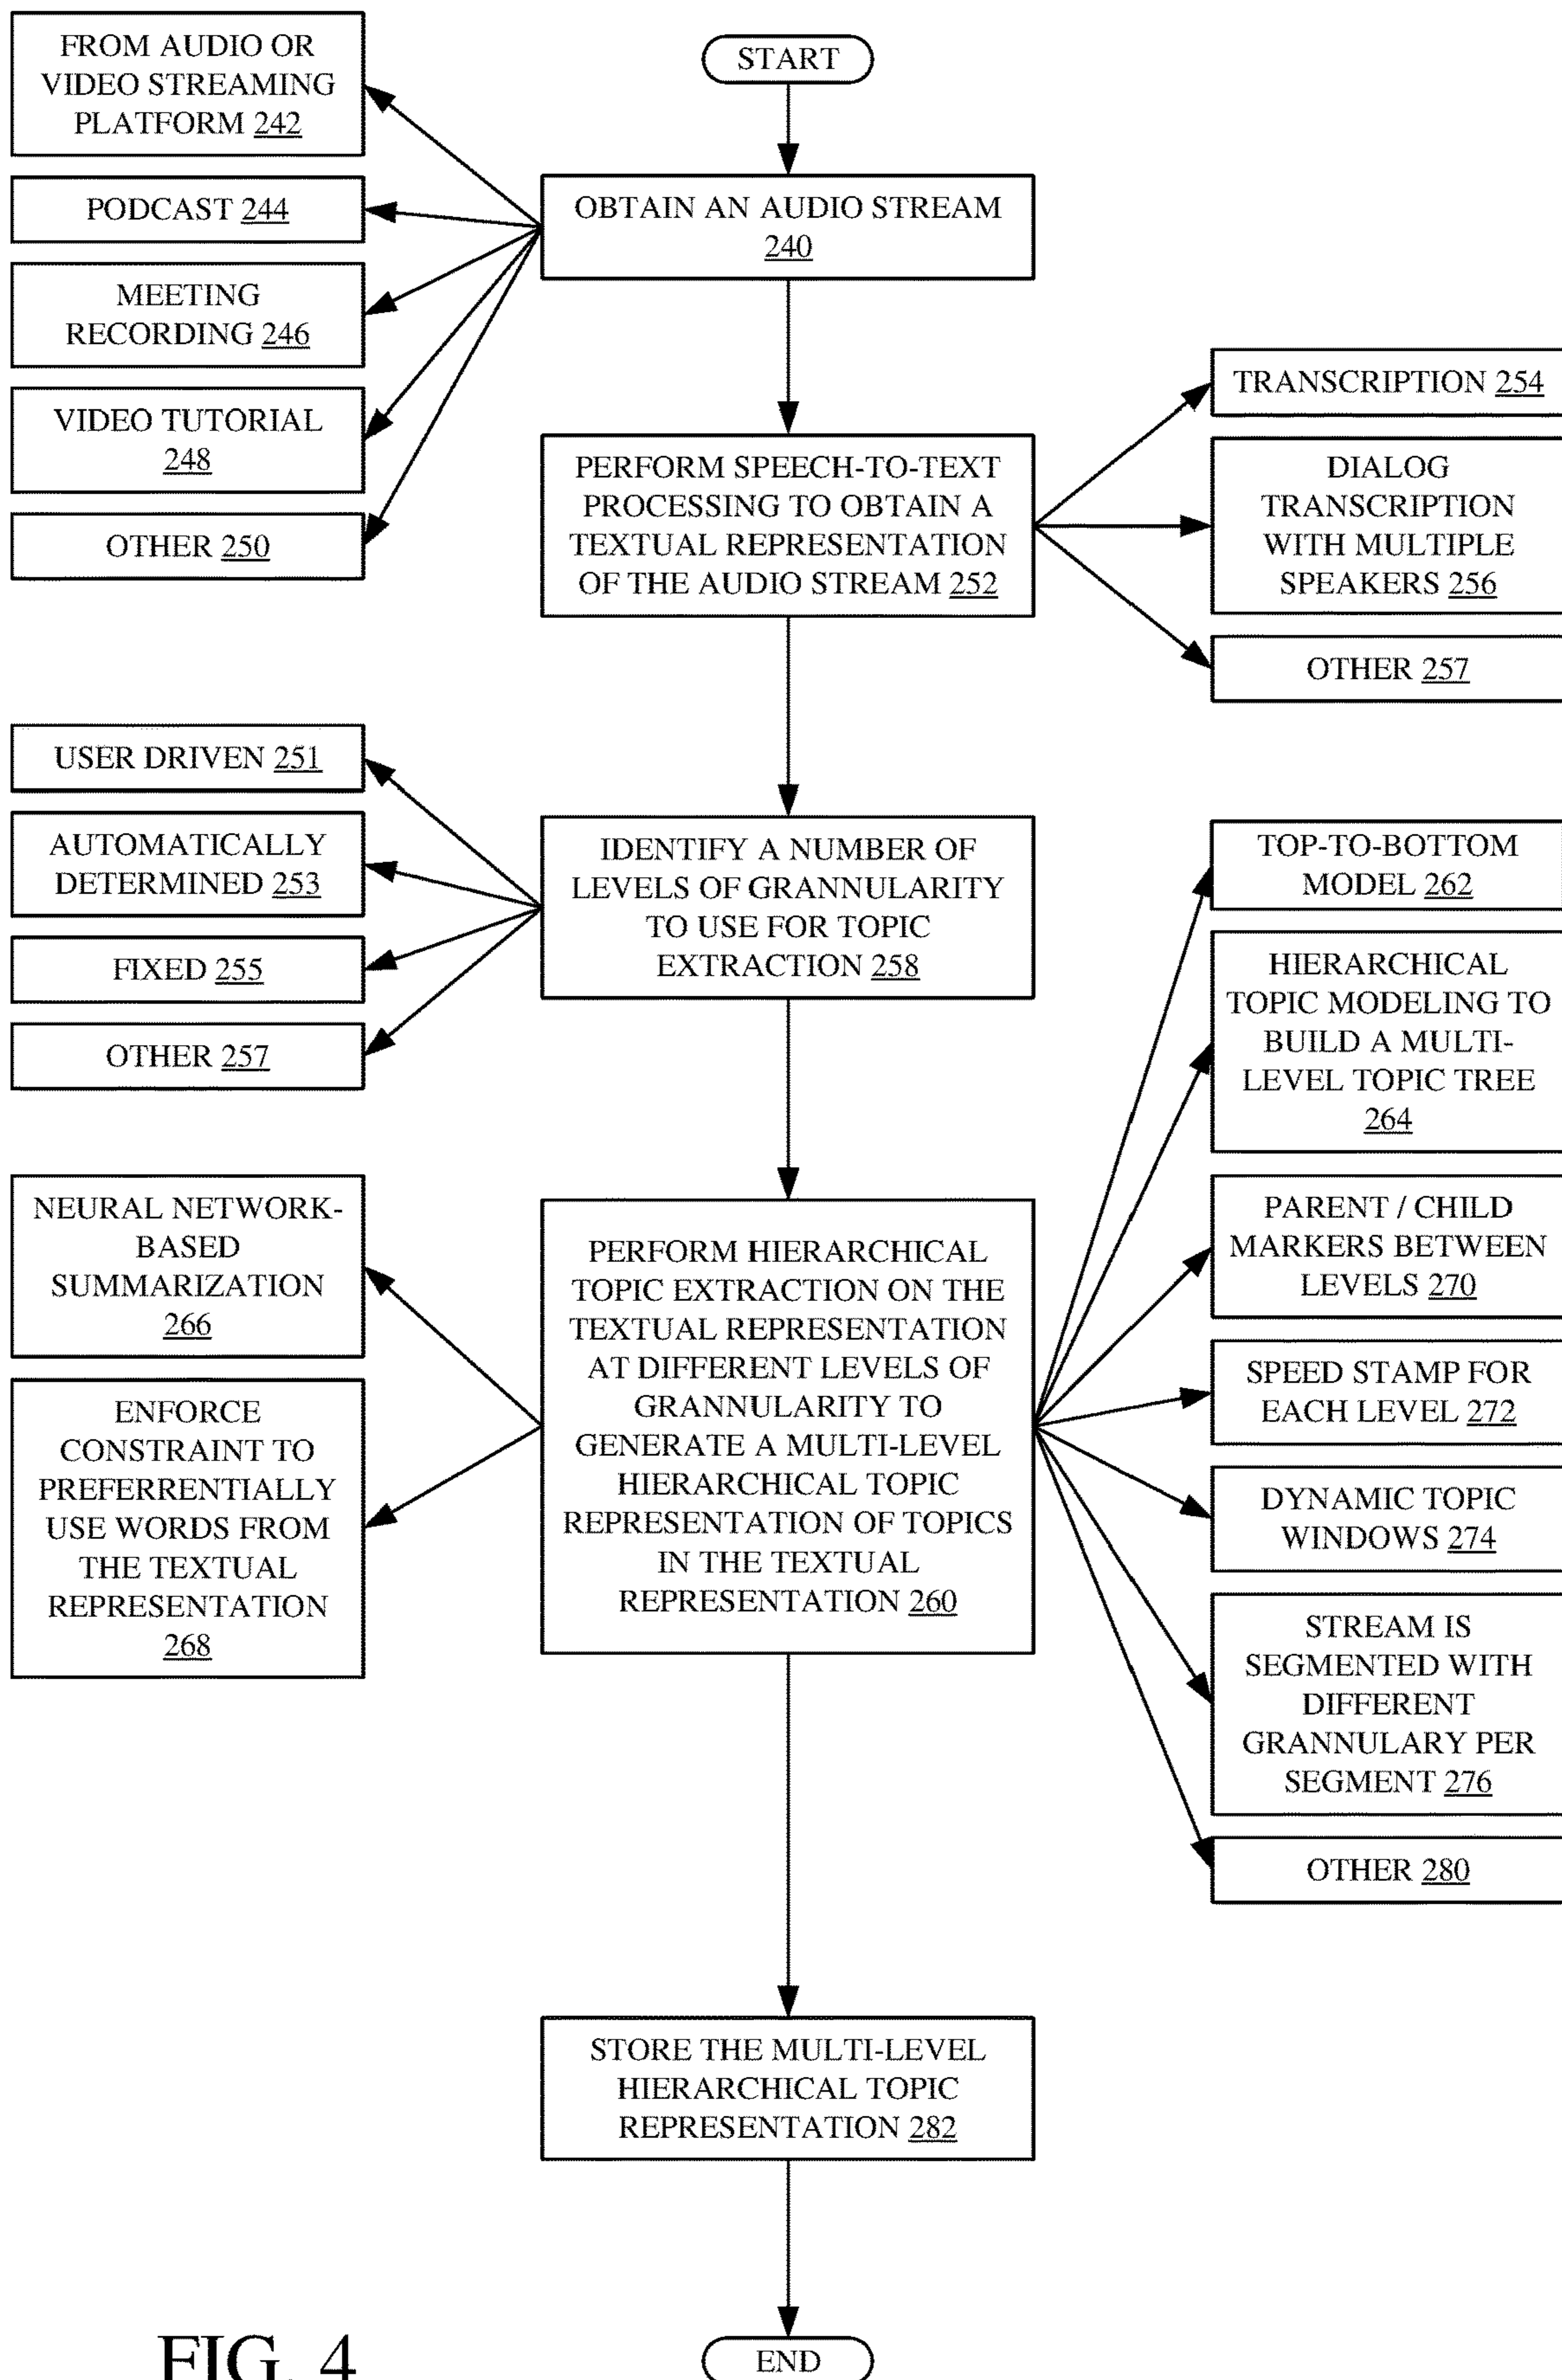 START
FROM AUDIO OR
VIDEO STREAMING
PLATFORM 242
PODCAST 244
MEETING
RECORDING 246
VIDEO TUTORIAL
248
OTHER 250
OBTAIN AN AUDIO STREAM
240
PERFORM SPEECH-TO-TEXT
PROCESSING TO OBTAIN A
TEXTUAL REPRESENTATION
OF THE AUDIO STREAM 252
TRANSCRIPTION 254
DIALOG
TRANSCRIPTION
WITH MULTIPLE
SPEAKERS 256
OTHER 257
USER DRIVEN 251
AUTOMATICALLY
DETERMINED 253
FIXED 255
OTHER 257
IDENTIFY A NUMBER OF
LEVELS OF GRANNULARITY
TO USE FOR TOPIC
EXTRACTION 258
NEURAL NETWORK-
BASED
SUMMARIZATION
266
ENFORCE
CONSTRAINT TO
PREFERRENTIALLY
USE WORDS FROM
THE TEXTUAL
REPRESENTATION
268
PERFORM HIERARCHICAL
TOPIC EXTRACTION ON THE
TEXTUAL REPRESENTATION
AT DIFFERENT LEVELS OF
GRANNULARITY TO
GENERATE A MULTI-LEVEL
HIERARCHICAL TOPIC
REPRESENTATION OF TOPICS
IN THE TEXTUAL
REPRESENTATION 260
TOP-TO-BOTTOM
MODEL 262
HIERARCHICAL
TOPIC MODELING TO
BUILD A MULTI-
LEVEL TOPIC TREE
264
PARENT / CHILD
MARKERS BETWEEN
LEVELS 270
SPEED STAMP FOR
EACH LEVEL 272
DYNAMIC TOPIC
WINDOWS 274
STREAM IS
SEGMENTED WITH
DIFFERENT
GRANNULARY PER
SEGMENT 276
OTHER 280
STORE THE MULTI-LEVEL
HIERARCHICAL TOPIC
REPRESENTATION 282
END
FIG. 4